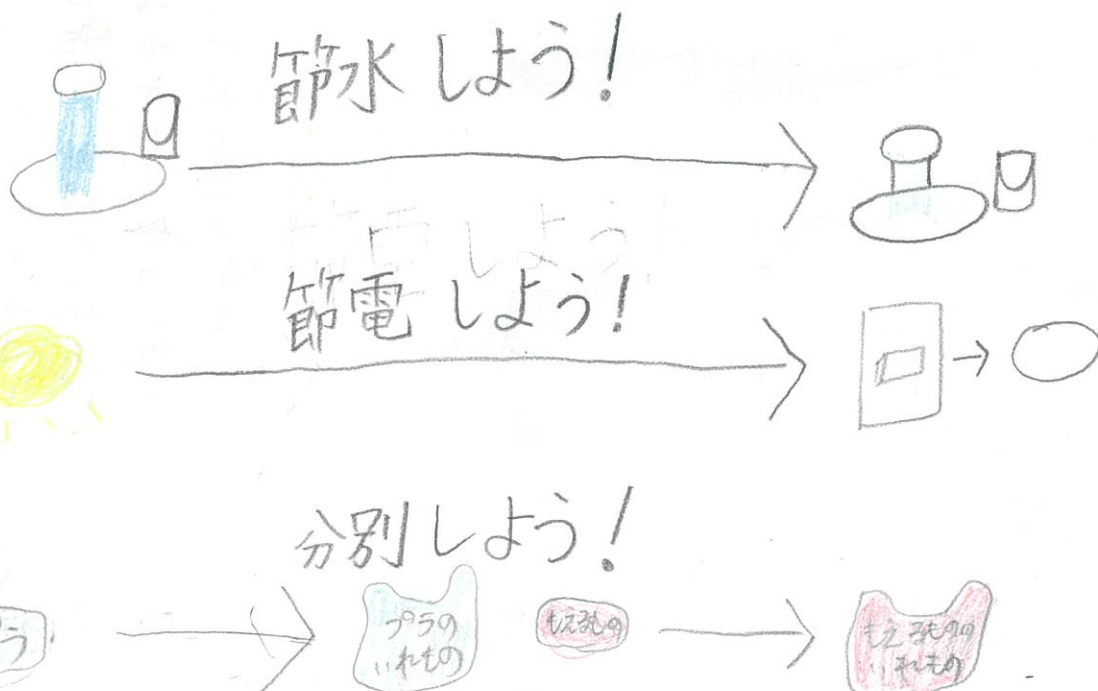 節水しよう!
節電しよう!
分別しよう!
プラの
いれもの
もえるもの
もえるものの
いれもの